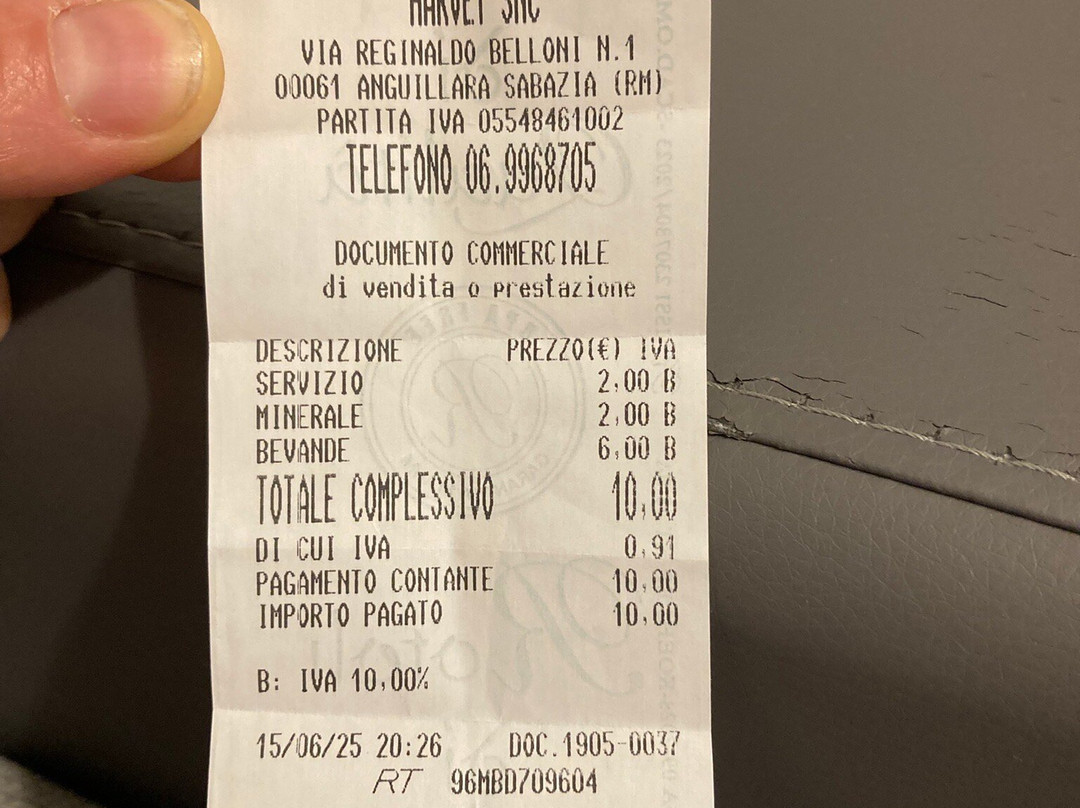 SNC
VIA REGINALDO BELLONI N.1
00061 ANGUILLARA SABAZIA (RM)
PARTITA IVA 05548461002
TELEFONO 06.9968705
DOCUMENTO COMMERCIALE
di vendita o prestazione
DESCRIZIONE PREZZO(€) IVA
SERVIZIO 2,00 B
MINERALE 2,00 B
BEVANDE 6,00 B
TOTALE COMPLESSIVO 10,00
DI CUI IVA 0,91
PAGAMENTO CONTANTE 10,00
IMPORTO PAGATO 10,00
B: IVA 10,00%
15/06/25 20:26 DOC.1905-0037
RT 96MBD709604